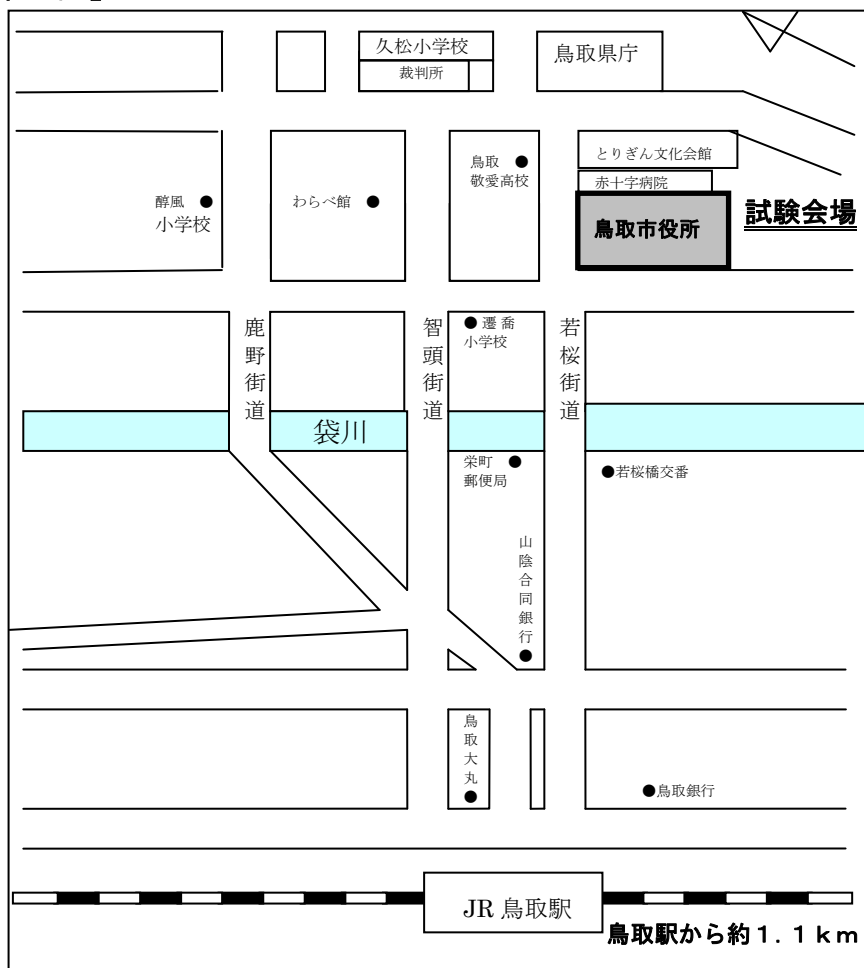 久松小学校
裁判所
鳥取県庁
鳥取
敬愛高校
とりぎん文化会館
赤十字病院
鳥取市役所
試験会場
醇風
小学校
わらべ館
鹿野街道
智頭街道
若桜街道
遷喬
小学校
袋川
栄町
郵便局
若桜橋交番
山陰合同銀行
鳥取大丸
鳥取銀行
JR 鳥取駅
鳥取駅から約1.1km